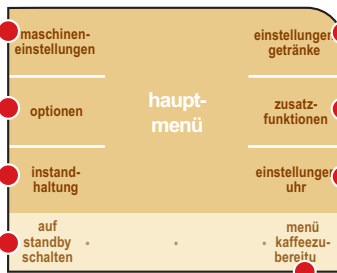 maschinen-
einstellungen
optionen
instand-
haltung
auf
standby
schalten
haupt-
menü
einstellungen
getränke
zusatz-
funktionen
einstellungen
uhr
menü
kaffeezu-
bereitu